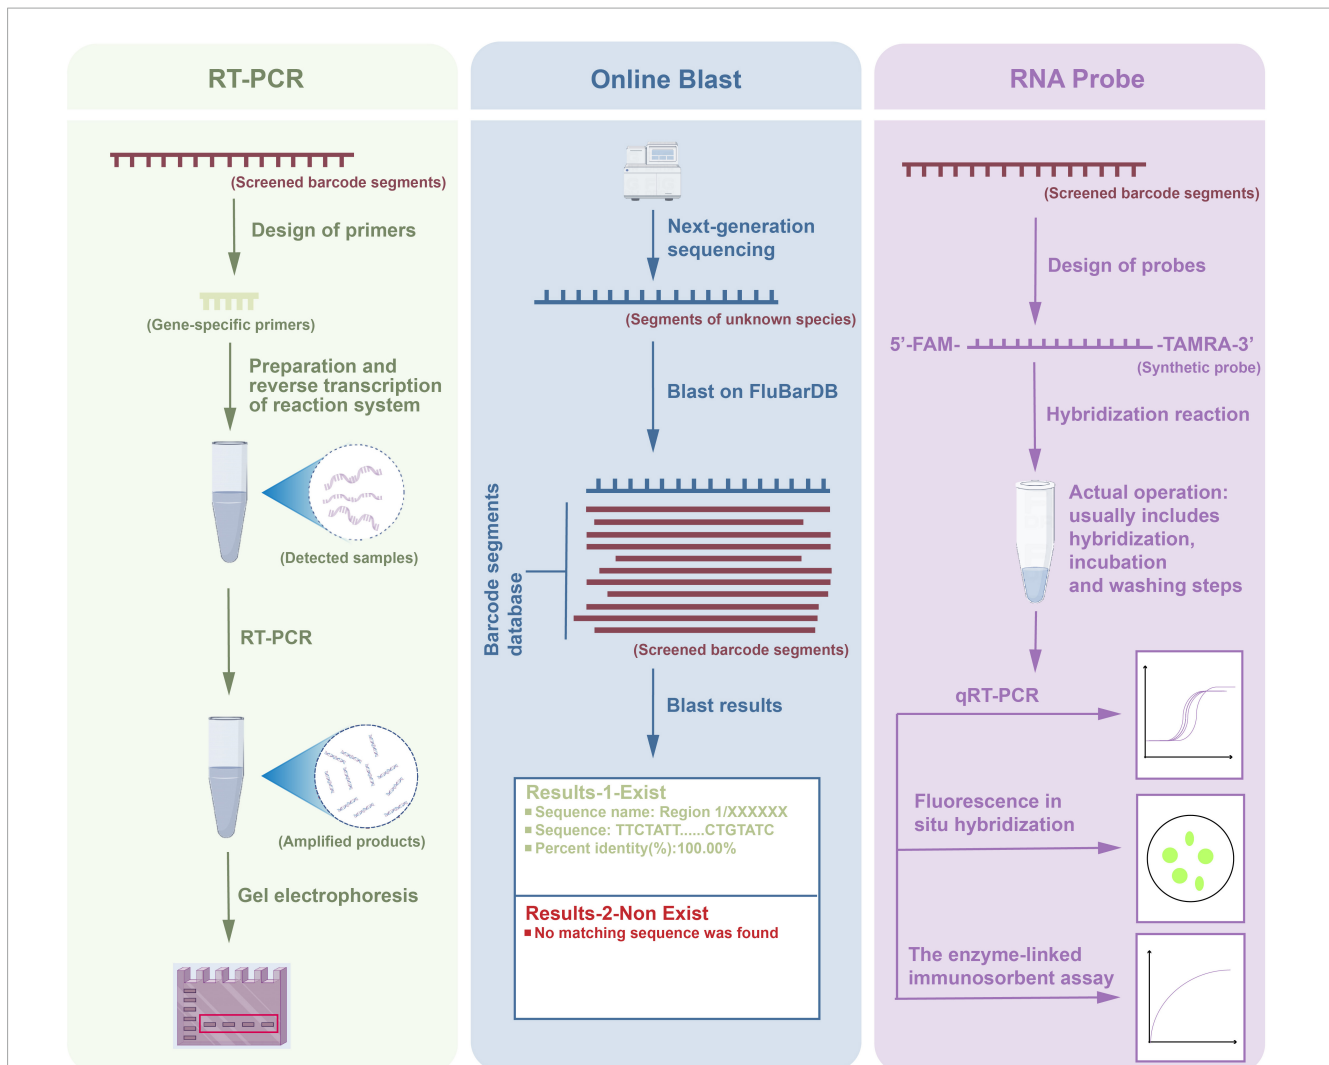 RT-PCR
(Screened barcode segments)
Design of primers
(Gene-specific primers)
Preparation and
reverse transcription
of reaction system
(Detected samples)
RT-PCR
(Amplified products)
Gel electrophoresis
Online Blast
Next-generation
sequencing
(Segments of unknown species)
Blast on FluBarDB
Barcode segments
database
(Screened barcode segments)
Blast results
Results-1-Exist
Sequence name: Region 1/XXXXXX
Sequence: TTCTATT......CTGTATC
Percent identity(%):100.00%
Results-2-Non Exist
No matching sequence was found
RNA Probe
(Screened barcode segments)
Design of probes
5'-FAM- -TAMRA-3'
(Synthetic probe)
Hybridization reaction
Actual operation:
usually includes
hybridization,
incubation
and washing steps
qRT-PCR
Fluorescence in
situ hybridization
The enzyme-linked
immunosorbent assay